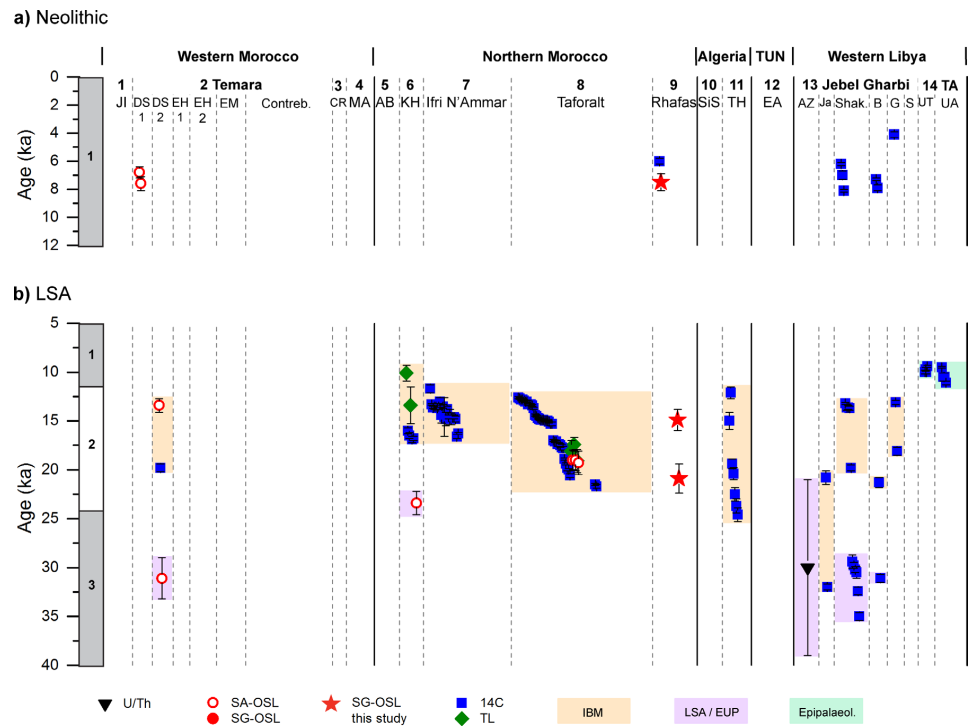 a) Neolithic
Western Morocco Northern Morocco Algeria TUN Western Libya
1 2 Temara 3 4 5 6 7 8 9 10 11 12 13 Jebel Gharbi 14 TA
JI DS 1 DS 2 EH 1 EH 2 EM Contreb. CR MA AB KH Ifri N'Ammar Taforalt Rhafas SiS TH EA AZ Ja Shak. B G S UT UA
Age (ka)
0
2
4
6
8
10
12
1
b) LSA
Age (ka)
5
10
15
20
25
30
35
40
1
2
3
U/Th SA-OSL SG-OSL 14C IBM LSA / EUP Epipalaeol.
SG-OSL this study TL